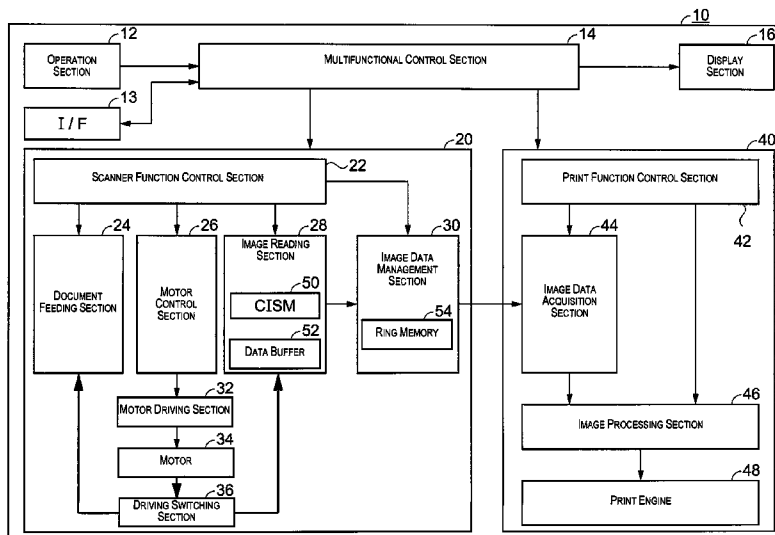 10
12
OPERATION SECTION
14
MULTIFUNCTIONAL CONTROL SECTION
16
DISPLAY SECTION
13
I / F
20
22
SCANNER FUNCTION CONTROL SECTION
24
DOCUMENT FEEDING SECTION
26
MOTOR CONTROL SECTION
28
IMAGE READING SECTION
50
CISM
52
DATA BUFFER
30
IMAGE DATA MANAGEMENT SECTION
54
RING MEMORY
32
MOTOR DRIVING SECTION
34
MOTOR
36
DRIVING SWITCHING SECTION
40
PRINT FUNCTION CONTROL SECTION
42
44
IMAGE DATA ACQUISITION SECTION
46
IMAGE PROCESSING SECTION
48
PRINT ENGINE